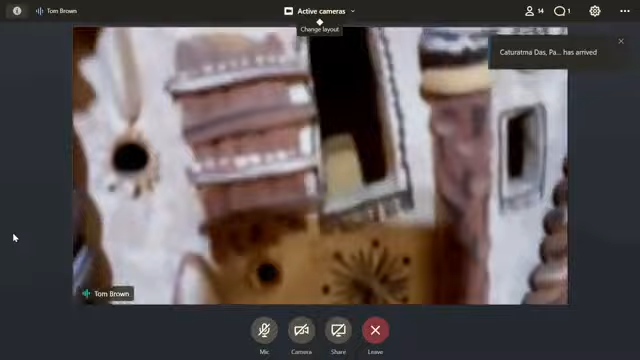 Tom Brown
Active cameras
14
1
Change layout
Caturatma Das, Pa... has arrived
Tom Brown
Mic
Camera
Share
Leave